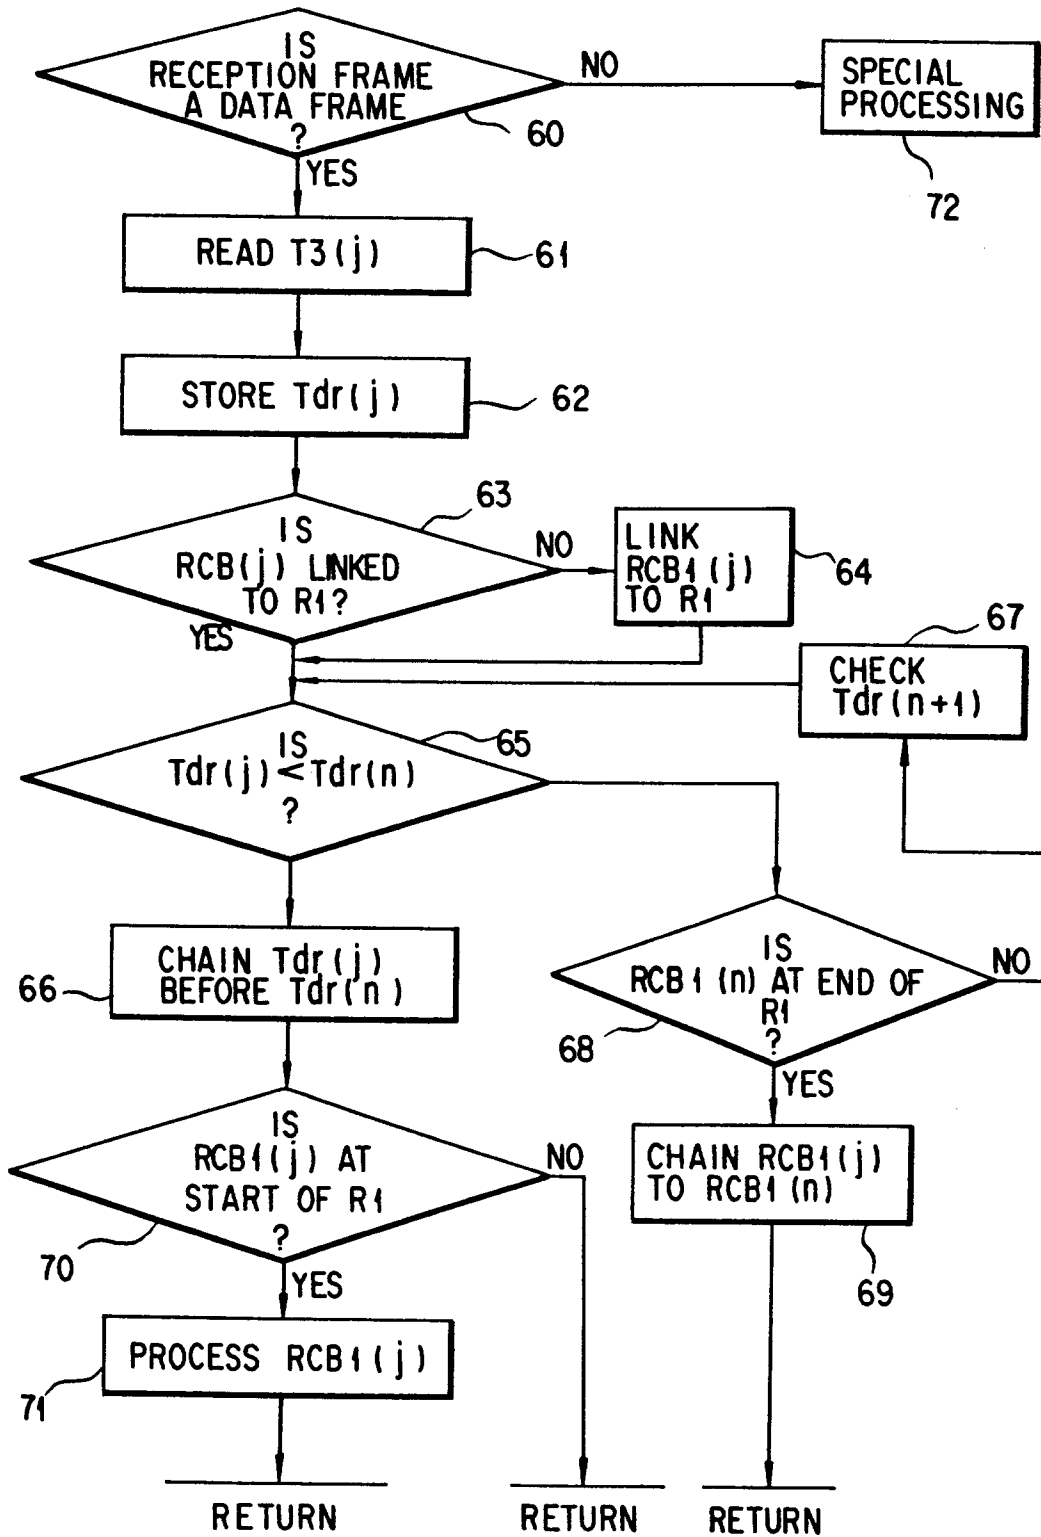 IS
RECEPTION FRAME
A DATA FRAME
?
60
NO
SPECIAL
PROCESSING
72
YES
READ T3(j)
61
STORE Tdr(j)
62
IS
RCB(j) LINKED
TO R1?
63
NO
LINK
RCB1(j)
TO R1
64
YES
67
CHECK
Tdr(n+1)
IS
Tdr(j) < Tdr(n)
?
65
CHAIN Tdr(j)
BEFORE Tdr(n)
66
IS
RCB1(n) AT END OF
R1
?
68
NO
YES
IS
RCB1(j) AT
START OF R1
?
70
NO
CHAIN RCB1(j)
TO RCB1(n)
69
YES
PROCESS RCB1(j)
71
RETURN
RETURN
RETURN